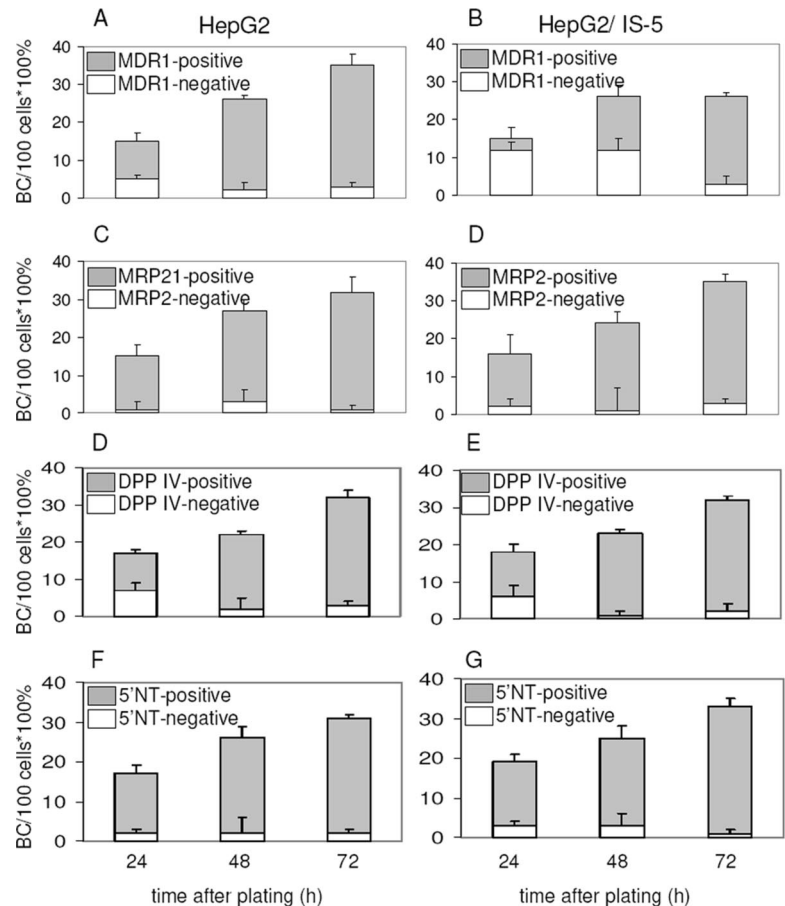 A HepG2
B HepG2/ IS-5
BC/100 cells*100%
40
30
20
10
0
MDR1-positive
MDR1-negative
40
30
20
10
0
MDR1-positive
MDR1-negative
C
D
BC/100 cells*100%
40
30
20
10
0
MRP21-positive
MRP2-negative
40
30
20
10
0
MRP2-positive
MRP2-negative
D
E
BC/100 cells*100%
40
30
20
10
0
DPP IV-positive
DPP IV-negative
40
30
20
10
0
DPP IV-positive
DPP IV-negative
F
G
BC/100 cells*100%
40
30
20
10
0
5'NT-positive
5'NT-negative
40
30
20
10
0
5'NT-positive
5'NT-negative
24 48 72
24 48 72
time after plating (h)
time after plating (h)